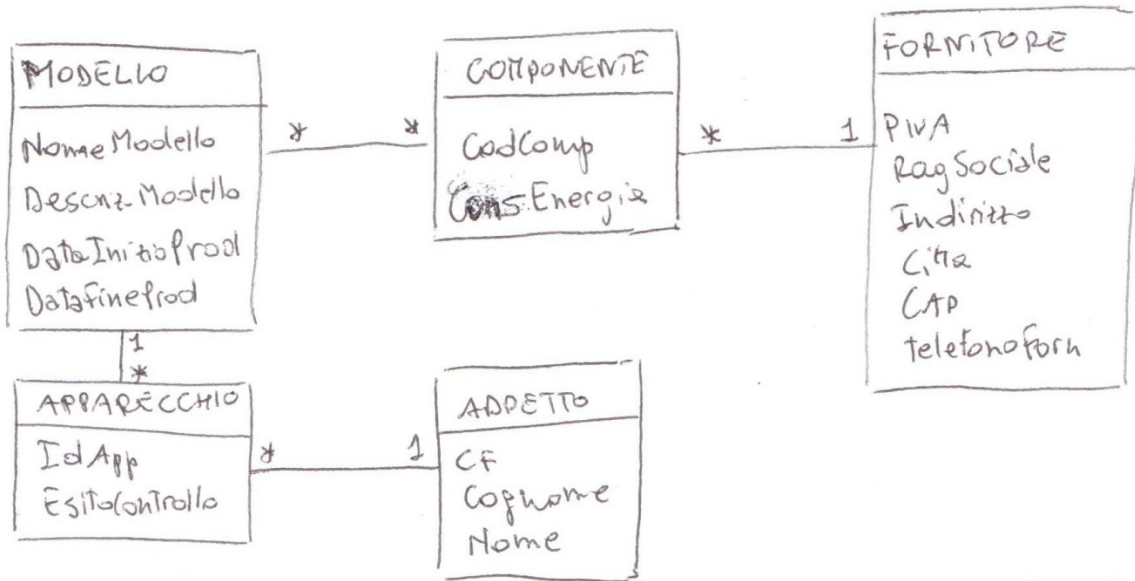 MODELLO
NomeModello
Descriz.Modello
DataInizioProd
DataFineProd
1
*
*
*
COMPONENTE
CodComp
Cons.Energia
*
1
FORNITORE
PIVA
RagSociale
Indirizzo
Città
CAP
TelefonoForn
APPARECCHIO
IdApp
EsitoControllo
*
1
ADDETTO
CF
Cognome
Nome